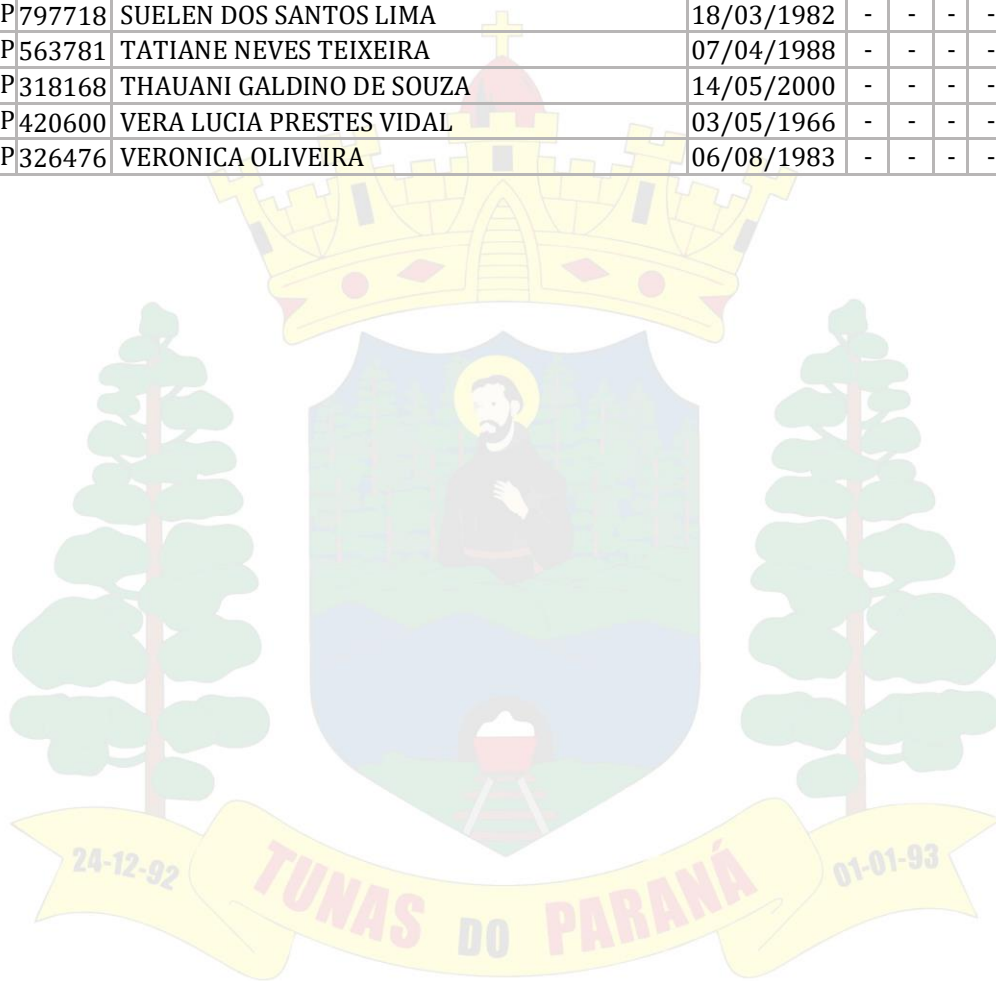 P 797718 SUELEN DOS SANTOS LIMA 18/03/1982 - - - -
P 563781 TATIANE NEVES TEIXEIRA 07/04/1988 - - - -
P 318168 THAUANI GALDINO DE SOUZA 14/05/2000 - - - -
P 420600 VERA LUCIA PRESTES VIDAL 03/05/1966 - - - -
P 326476 VERONICA OLIVEIRA 06/08/1983 - - - -
24-12-92 TUNAS DO PARANÁ 01-01-93